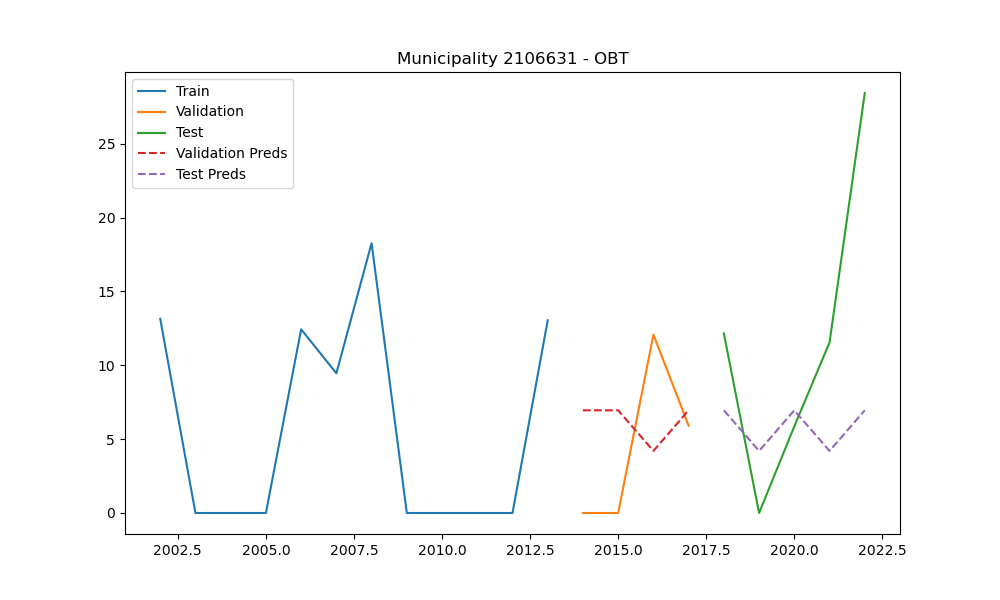 Municipality 2106631 - OBT
Train
Validation
Test
Validation Preds
Test Preds
25
20
15
10
5
0
2002.5 2005.0 2007.5 2010.0 2012.5 2015.0 2017.5 2020.0 2022.5